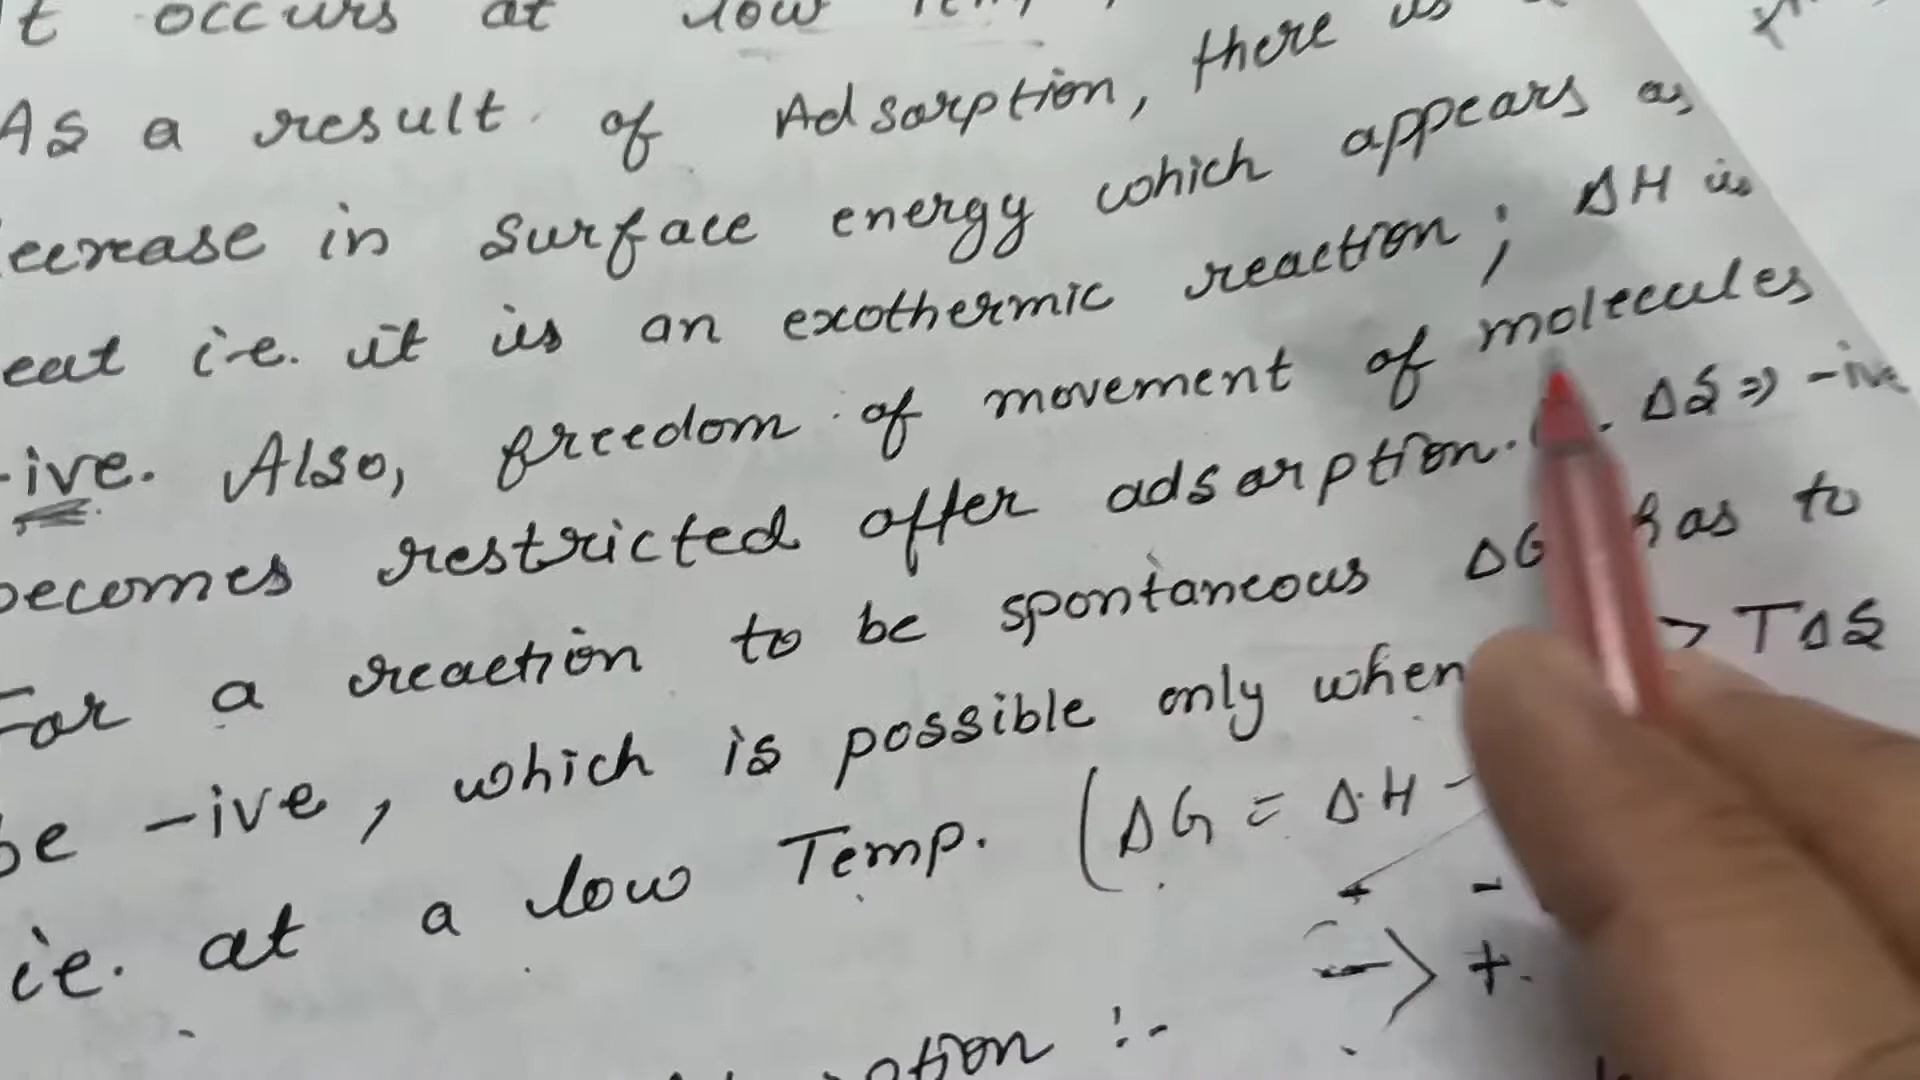 t occurs at low
As a result of Adsorption, there is
ecrease in surface energy which appears as
eat i.e. it is an exothermic reaction; ΔH is
-ive. Also, freedom of movement of molecules
becomes restricted after adsorption. ΔS ⇒ -ive
For a reaction to be spontaneous ΔG has to
be -ive, which is possible only when > TΔS
ie. at a low Temp. (ΔG = ΔH -
+ -
-> +.
tion :-